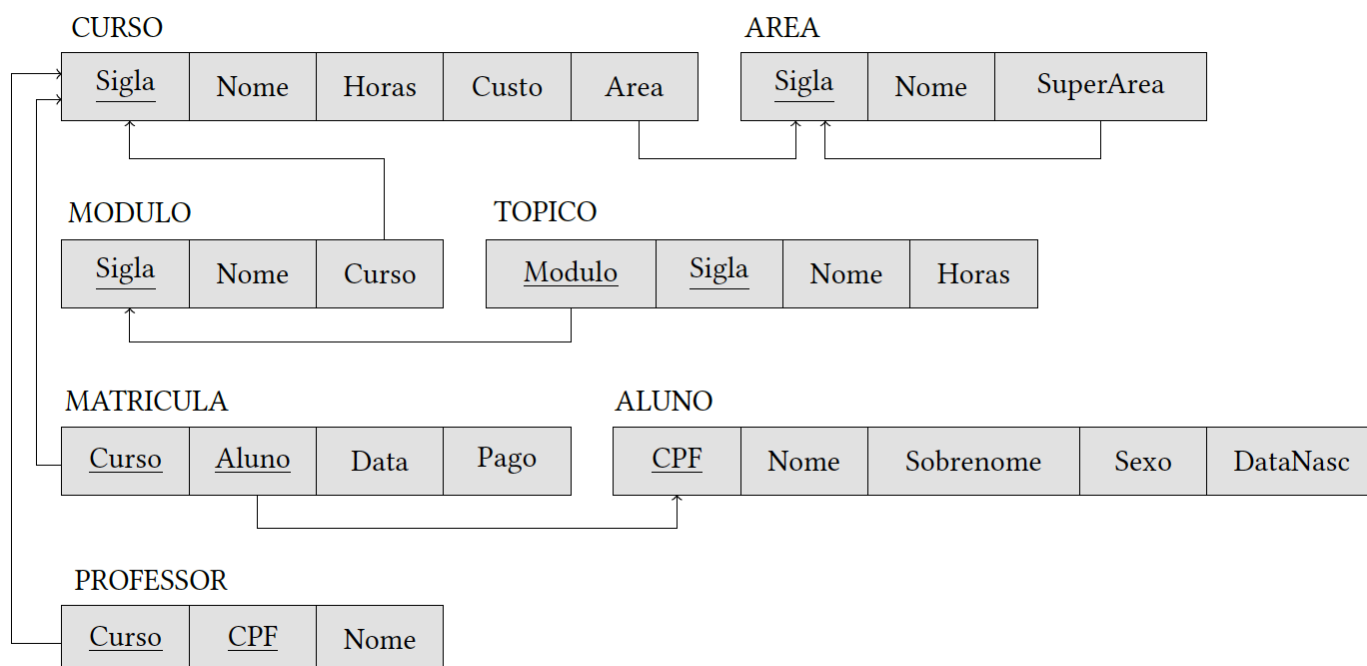 CURSO AREA
Sigla Nome Horas Custo Area Sigla Nome SuperArea
MODULO TOPICO
Sigla Nome Curso Modulo Sigla Nome Horas
MATRICULA ALUNO
Curso Aluno Data Pago CPF Nome Sobrenome Sexo DataNasc
PROFESSOR
Curso CPF Nome